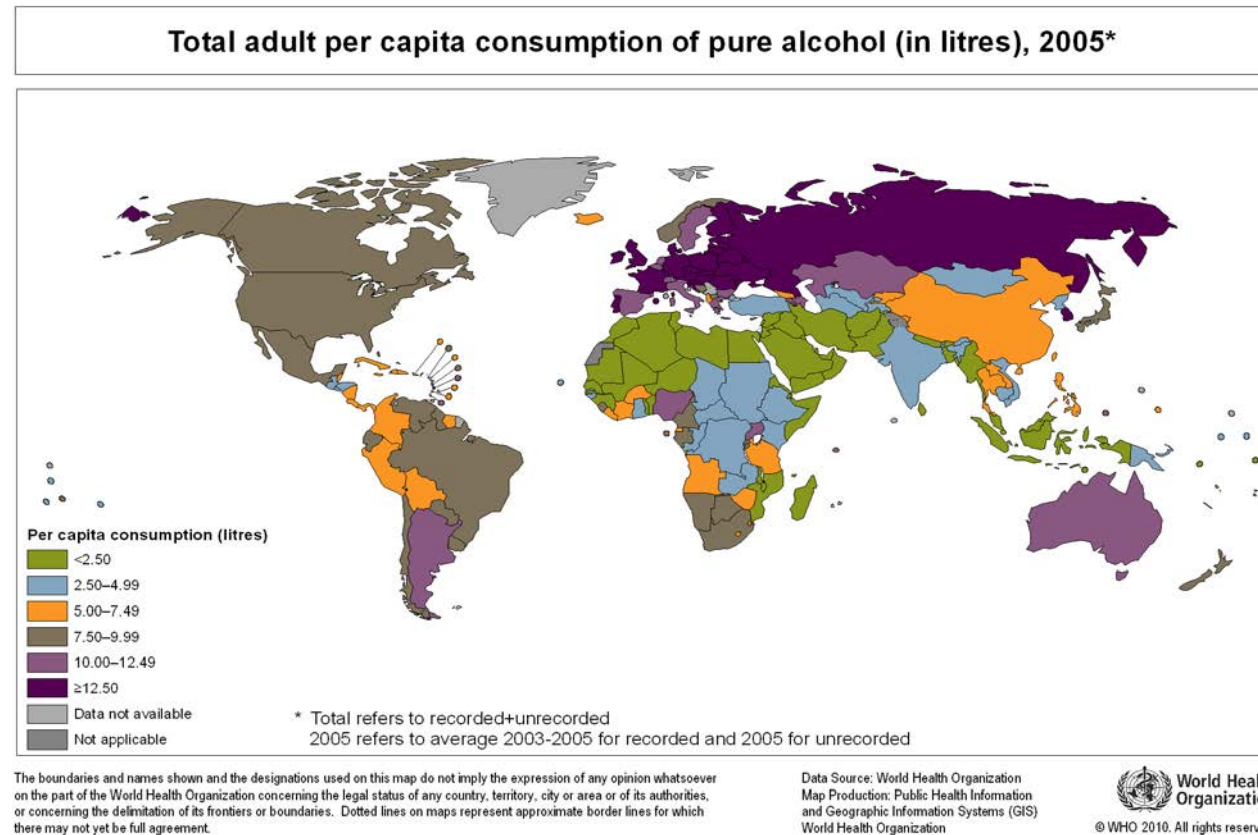 Total adult per capita consumption of pure alcohol (in litres), 2005*
Per capita consumption (litres)
<2.50
2.50–4.99
5.00–7.49
7.50–9.99
10.00–12.49
≥12.50
Data not available
Not applicable
* Total refers to recorded+unrecorded
2005 refers to average 2003-2005 for recorded and 2005 for unrecorded
The boundaries and names shown and the designations used on this map do not imply the expression of any opinion whatsoever
on the part of the World Health Organization concerning the legal status of any country, territory, city or area or of its authorities,
or concerning the delimitation of its frontiers or boundaries. Dotted lines on maps represent approximate border lines for which
there may not yet be full agreement.
Data Source: World Health Organization
Map Production: Public Health Information
and Geographic Information Systems (GIS)
World Health Organization
World Heal
Organizatio
© WHO 2010. All rights reserv